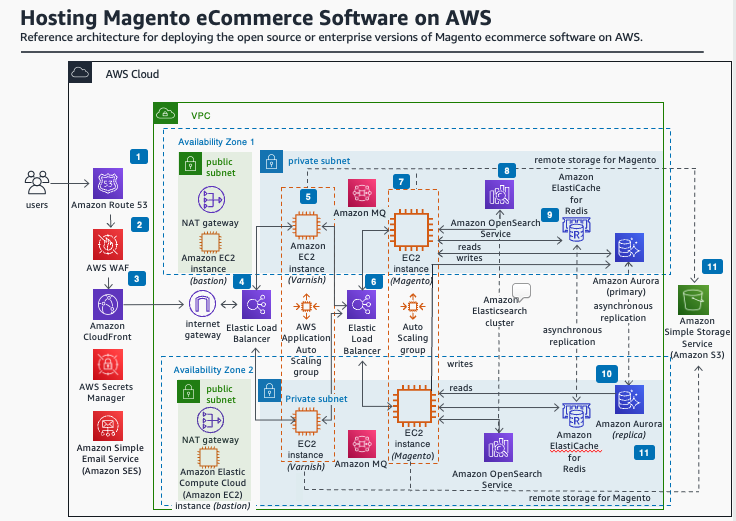 Hosting Magento eCommerce Software on AWS
Reference architecture for deploying the open source or enterprise versions of Magento ecommerce software on AWS.
AWS Cloud
VPC
Availability Zone 1
public
subnet
private subnet
remote storage for Magento
1
users
53
Amazon Route 53
2
AWS WAF
3
Amazon
CloudFront
AWS Secrets
Manager
Amazon Simple
Email Service
(Amazon SES)
NAT gateway
Amazon EC2
instance
(bastion)
internet
gateway
4
Elastic Load
Balancer
5
Amazon
EC2
instance
(Varnish)
AWS
Application
Auto
Scaling
group
Amazon MQ
6
Elastic
Load
Balancer
7
EC2
instance
(Magento)
Auto
Scaling
group
8
Amazon OpenSearch
Service
9
Amazon
ElastiCache
for
Redis
R
reads
writes
Amazon Aurora
(primary)
Amazon
Elasticsearch
cluster
asynchronous
replication
asynchronous
replication
11
Amazon
Simple Storage
Service
(Amazon S3)
Availability Zone 2
public
subnet
Private subnet
NAT gateway
Amazon Elastic
Compute Cloud
(Amazon EC2)
instance (bastion)
EC2
instance
(Varnish)
Amazon MQ
EC2
instance
(Magento)
writes
reads
Amazon OpenSearch
Service
R
Amazon
ElastiCache
for
Redis
10
Amazon Aurora
(replica)
11
remote storage for Magento